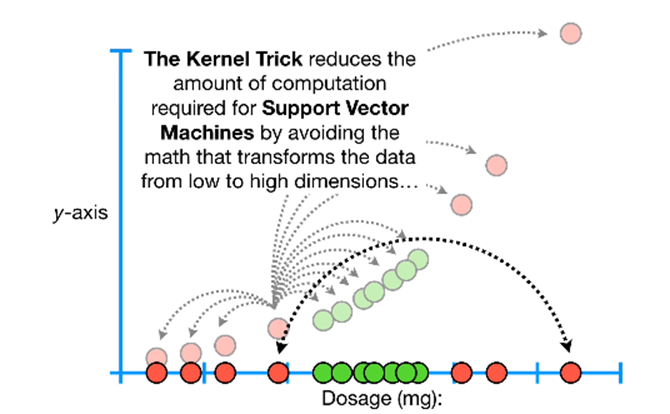 The Kernel Trick reduces the
amount of computation
required for Support Vector
Machines by avoiding the
math that transforms the data
from low to high dimensions…
y-axis
Dosage (mg):